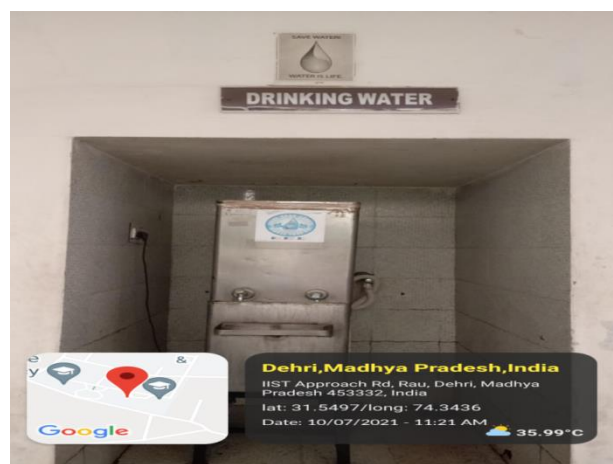 SAVE WATER
WATER IS LIFE
DRINKING WATER
e
y
&
Google
Dehri,Madhya Pradesh,India
IIST Approach Rd, Rau, Dehri, Madhya
Pradesh 453332, India
lat: 31.5497/long: 74.3436
Date: 10/07/2021 - 11:21 AM
35.99°C